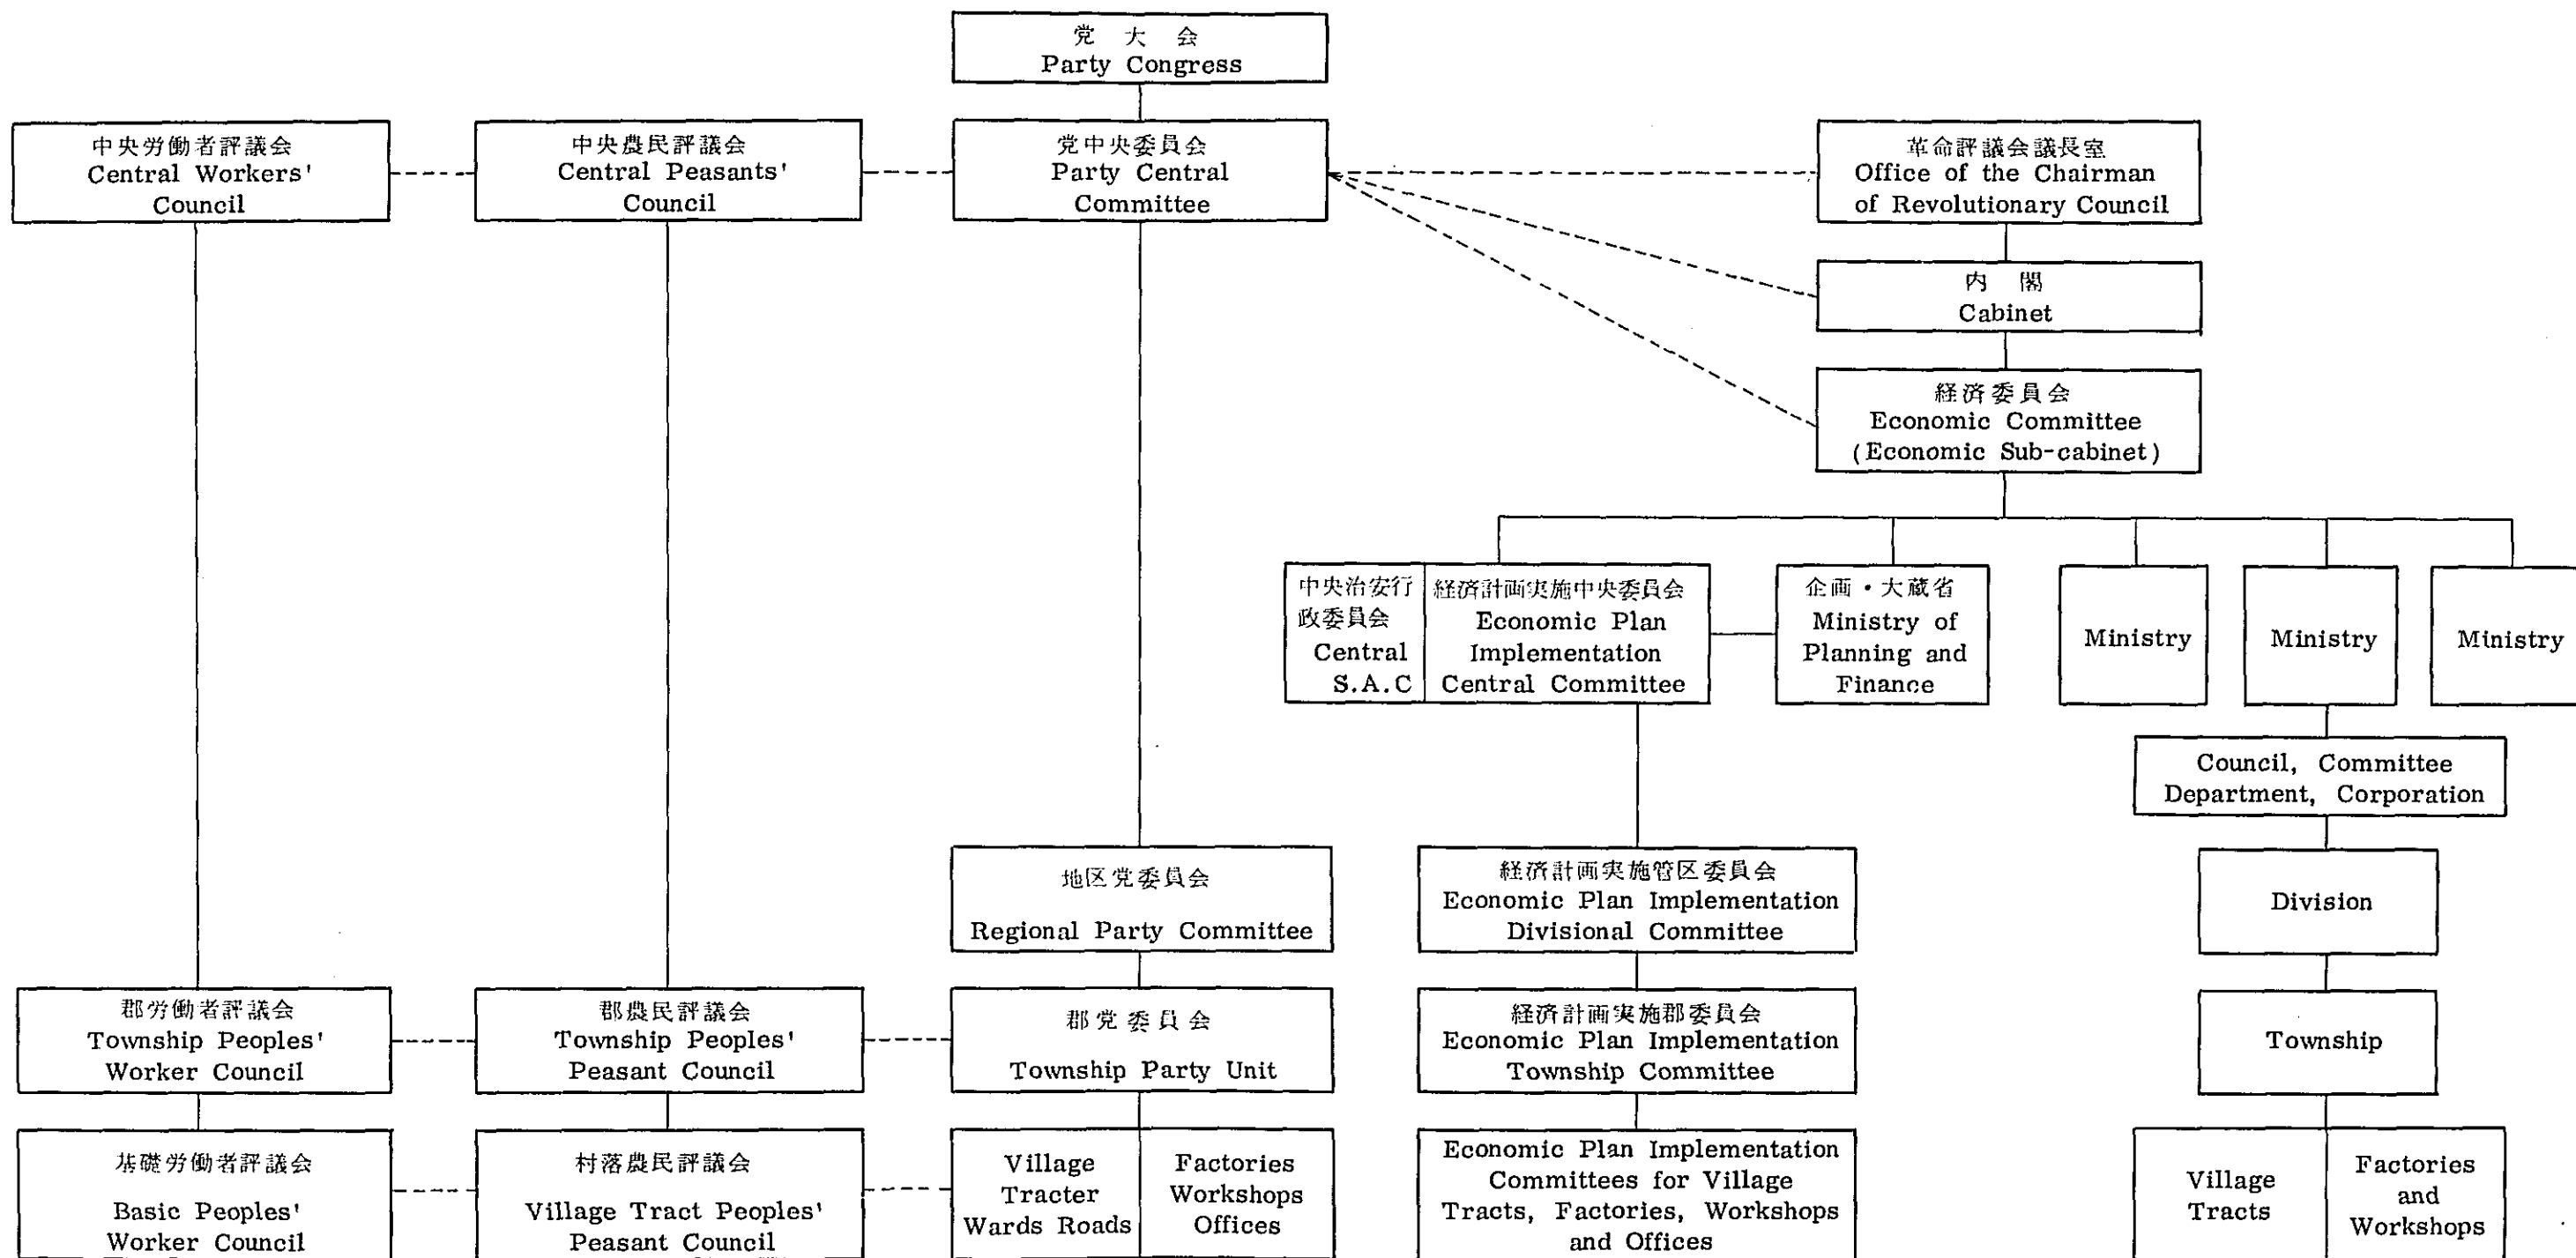 党 大 会
Party Congress
中央労働者評議会
Central Workers'
Council
中央農民評議会
Central Peasants'
Council
党中央委員会
Party Central
Committee
革命評議会議長室
Office of the Chairman
of Revolutionary Council
内 閣
Cabinet
経済委員会
Economic Committee
(Economic Sub-cabinet)
中央治安行
政委員会
Central
S.A.C
経済計画実施中央委員会
Economic Plan
Implementation
Central Committee
企画・大蔵省
Ministry of
Planning and
Finance
Ministry
Ministry
Ministry
Council, Committee
Department, Corporation
地区党委員会
Regional Party Committee
経済計画実施管区委員会
Economic Plan Implementation
Divisional Committee
Division
郡労働者評議会
Township Peoples'
Worker Council
郡農民評議会
Township Peoples'
Peasant Council
郡党委員会
Township Party Unit
経済計画実施郡委員会
Economic Plan Implementation
Township Committee
Township
基礎労働者評議会
Basic Peoples'
Worker Council
村落農民評議会
Village Tract Peoples'
Peasant Council
Village
Tracter
Wards Roads
Factories
Workshops
Offices
Economic Plan Implementation
Committees for Village
Tracts, Factories, Workshops
and Offices
Village
Tracts
Factories
and
Workshops